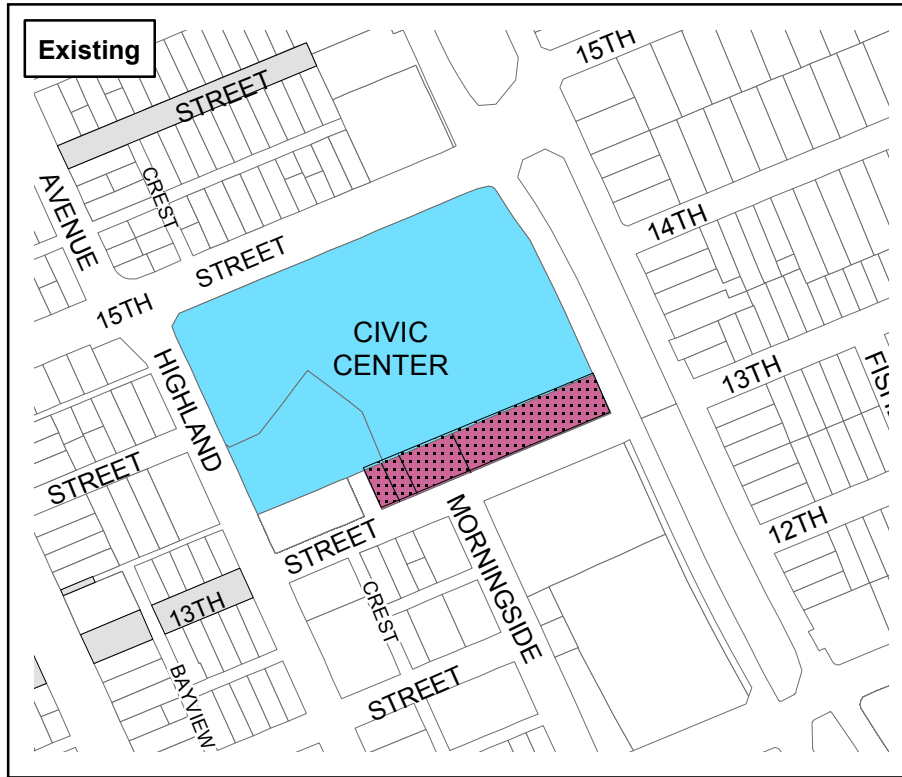 Existing
15TH
STREET
AVENUE
CREST
14TH
STREET
15TH
CIVIC
CENTER
HIGHLAND
13TH
STREET
MORNINGSIDE
12TH
STREET
13TH
CREST
BAYVIEW
STREET